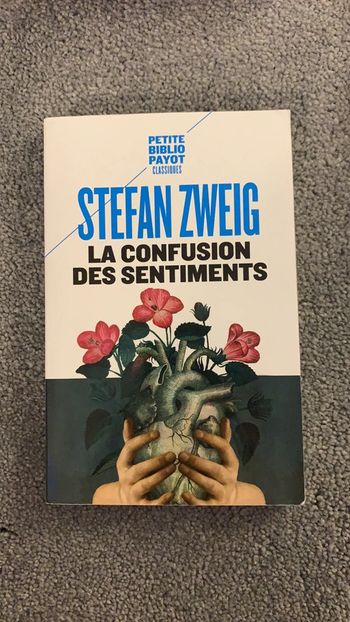 PETITE
BIBLIO
PAYOT
CLASSIQUES
STEFAN ZWEIG
LA CONFUSION
DES SENTIMENTS